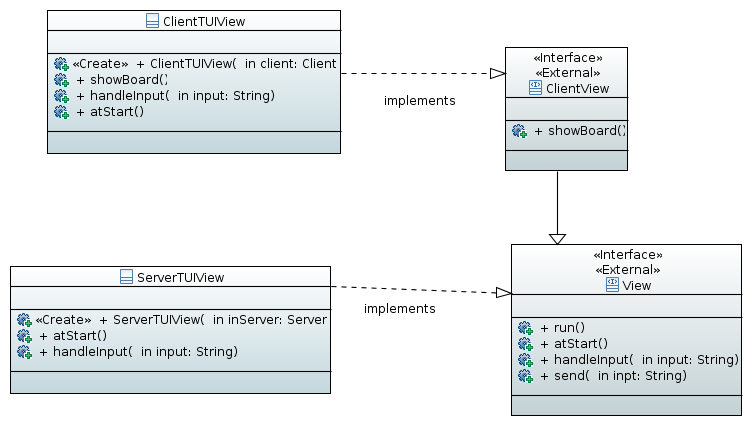 ClientTUIView
«Create» + ClientTUIView( in client: Client
+ showBoard()
+ handleInput( in input: String)
+ atStart()
implements
«Interface»
«External»
ClientView
+ showBoard()
ServerTUIView
«Create» + ServerTUIView( in inServer: Server
+ atStart()
+ handleInput( in input: String)
implements
«Interface»
«External»
View
+ run()
+ atStart()
+ handleInput( in input: String)
+ send( in inpt: String)